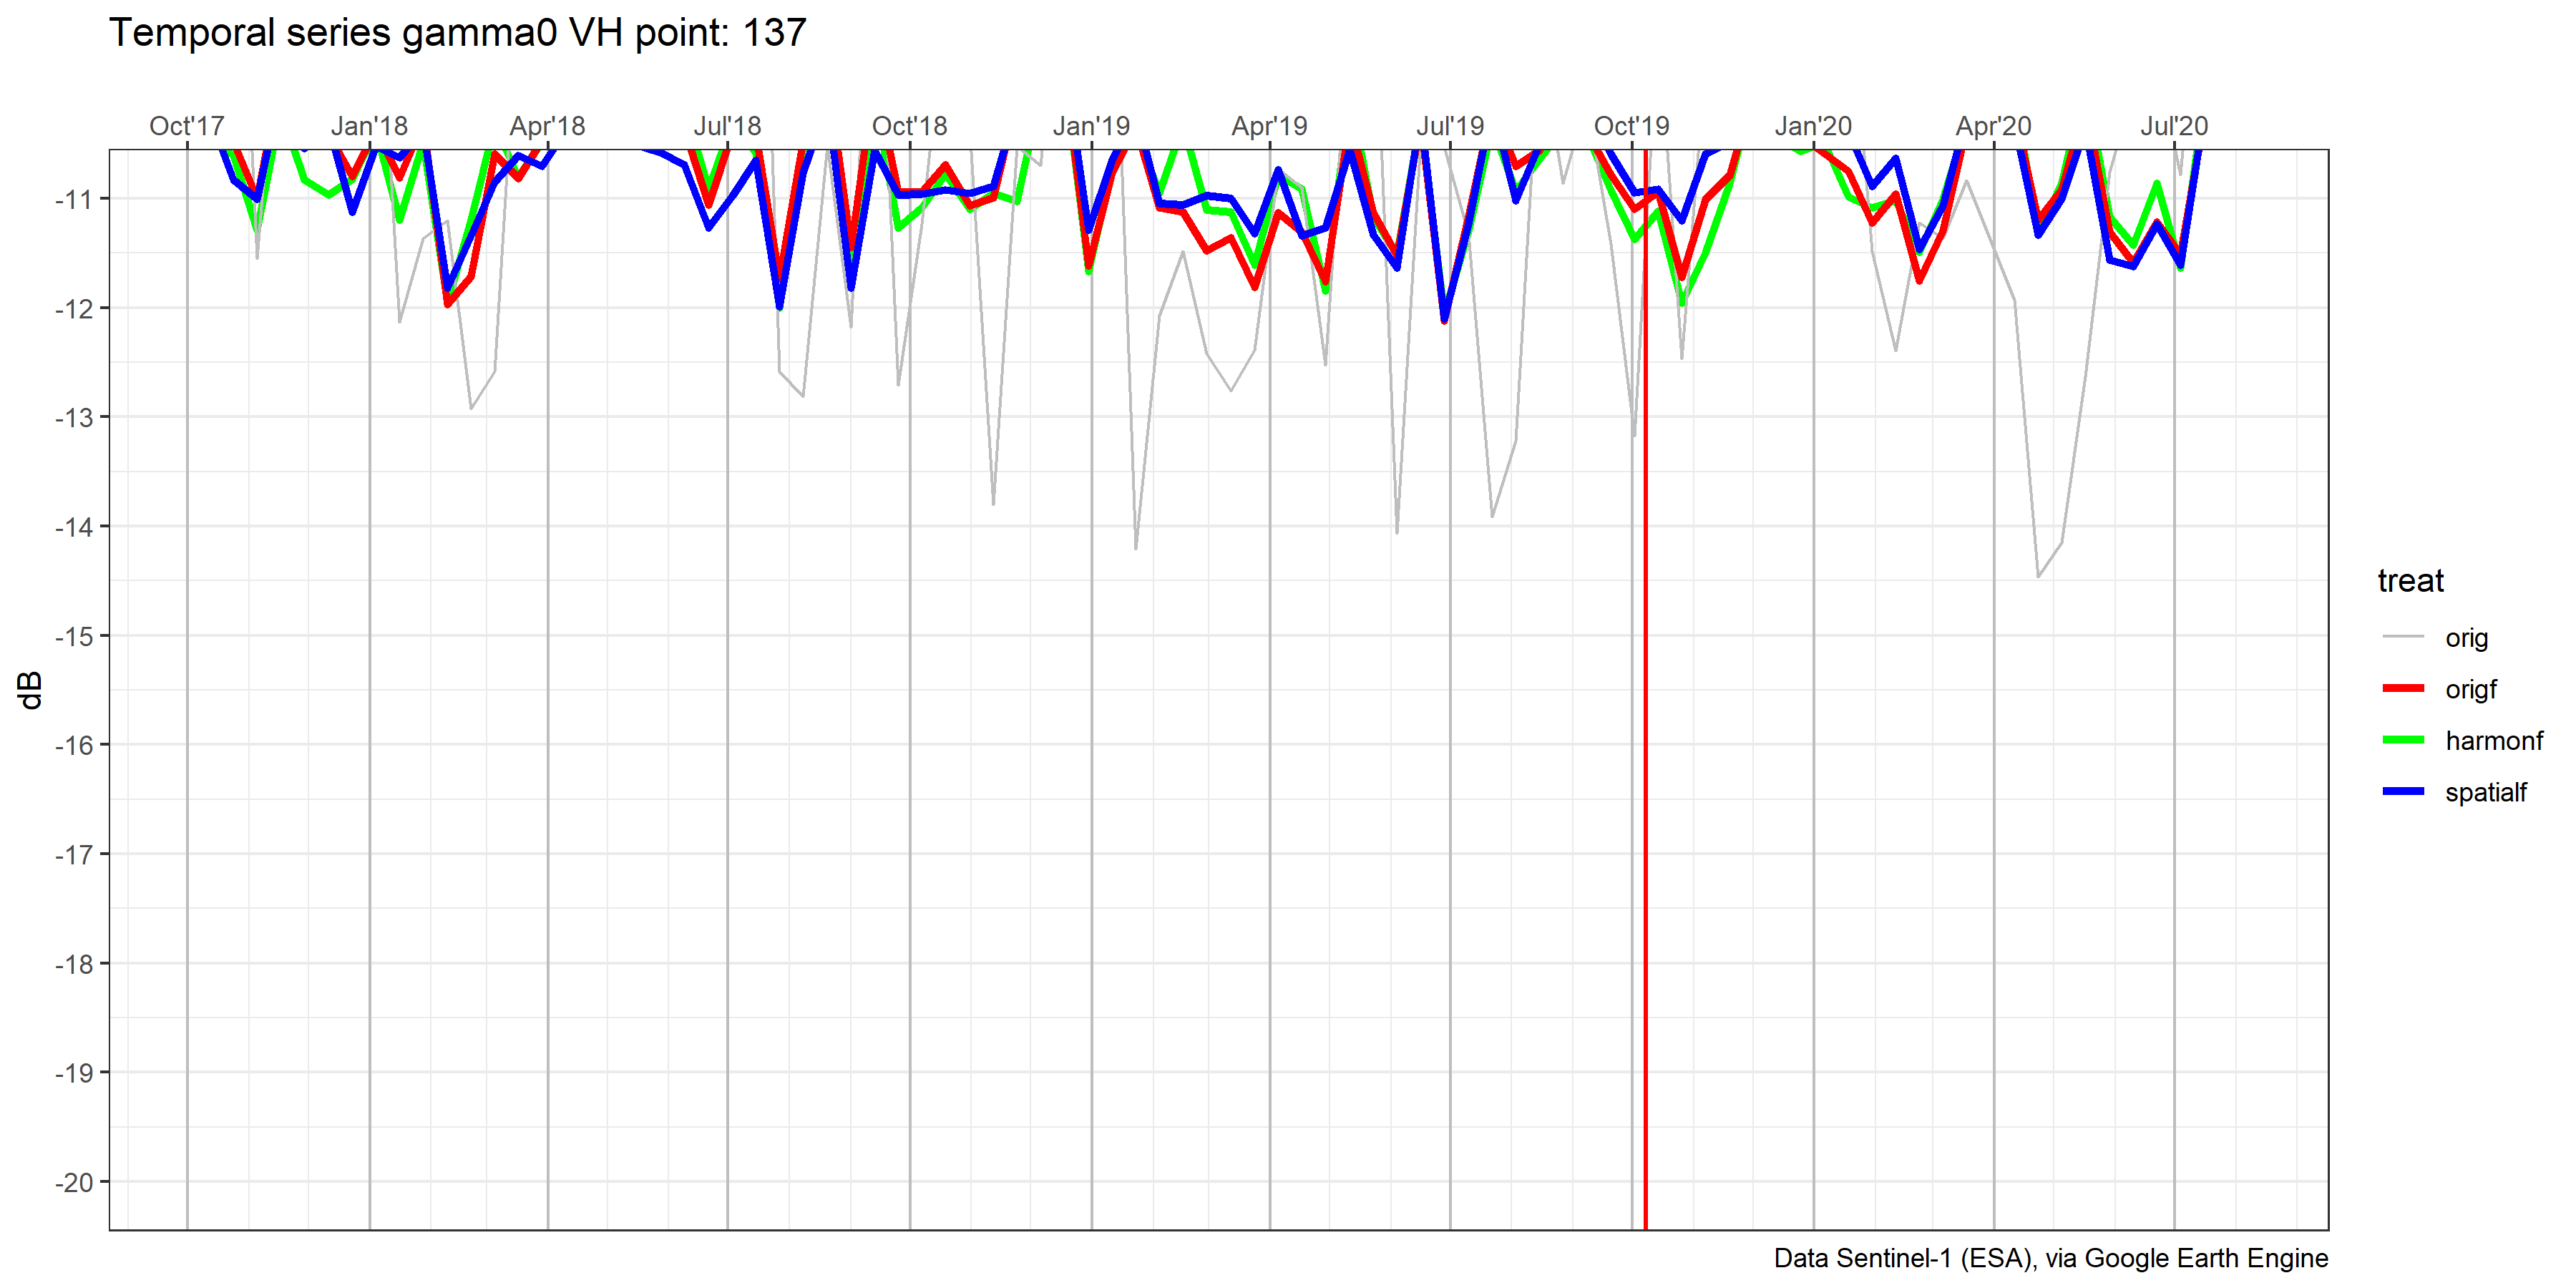 Temporal series gamma0 VH point: 137
Oct'17 Jan'18 Apr'18 Jul'18 Oct'18 Jan'19 Apr'19 Jul'19 Oct'19 Jan'20 Apr'20 Jul'20
-11
-12
-13
-14
-15
-16
-17
-18
-19
-20
dB
treat
orig
origf
harmonf
spatialf
Data Sentinel-1 (ESA), via Google Earth Engine